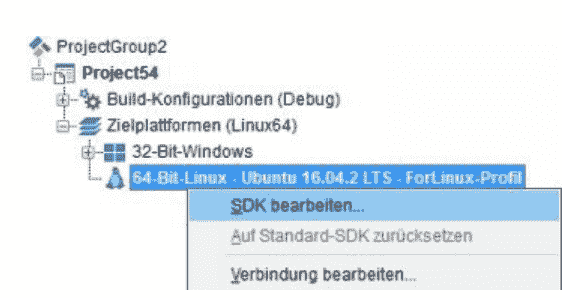 ProjectGroup2
Project54
Build-Konfigurationen (Debug)
Zielplattformen (Linux64)
32-Bit-Windows
64-Bit-Linux - Ubuntu 16.04.2 LTS - ForLinux-Profil
SDK bearbeiten...
Auf Standard-SDK zurücksetzen
Verbindung bearbeiten...